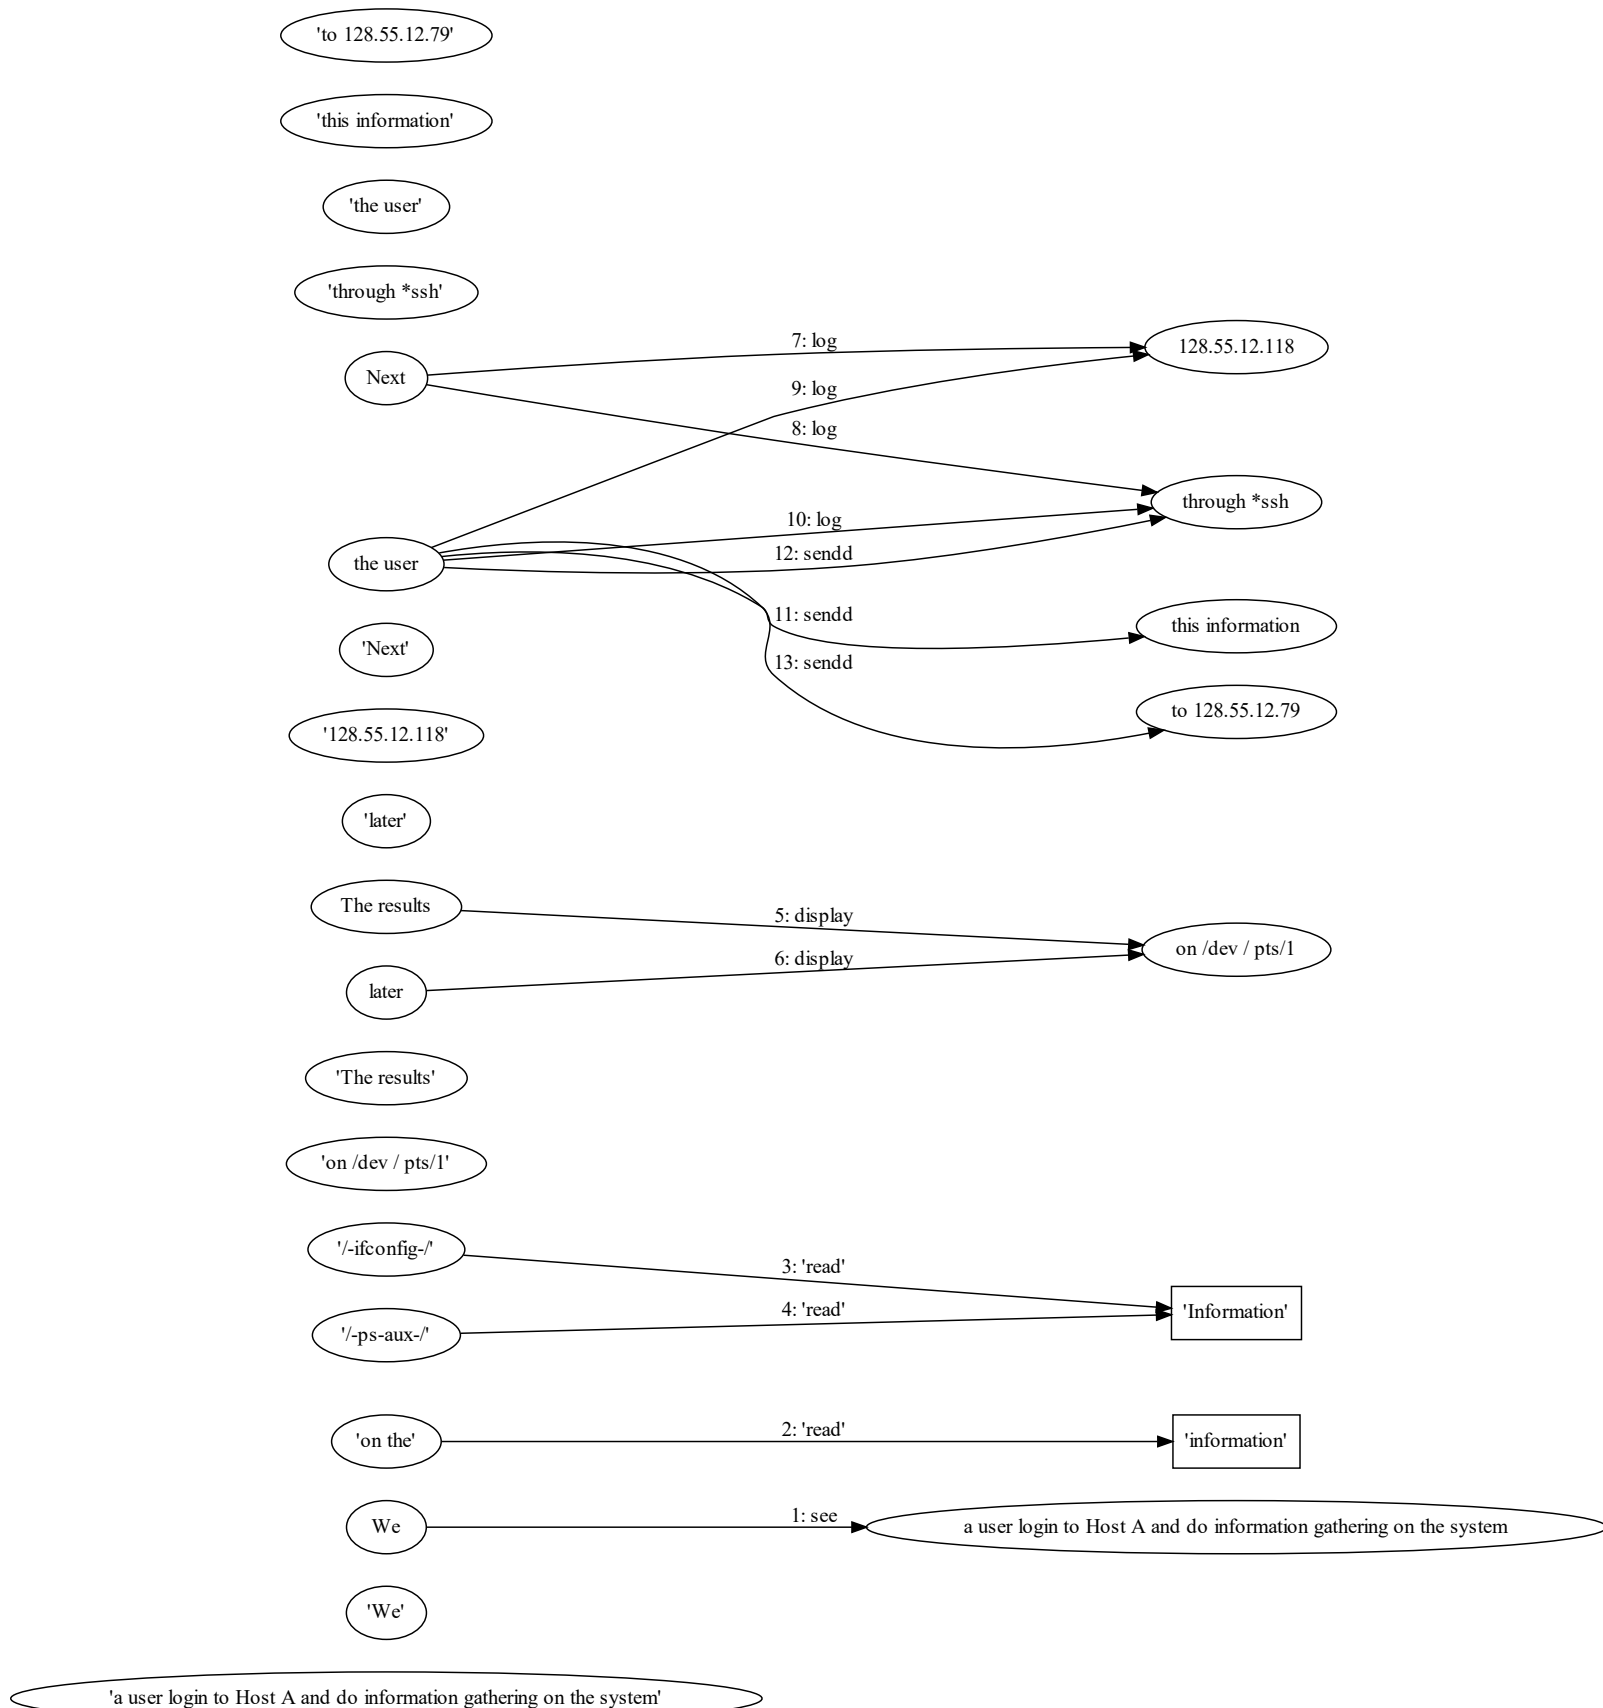 'to 128.55.12.79'
'this information'
'the user'
'through *ssh'
7: log
128.55.12.118
Next
9: log
8: log
through *ssh
10: log
12: sendd
the user
11: sendd
this information
'Next'
13: sendd
to 128.55.12.79
'128.55.12.118'
'later'
The results
5: display
on /dev / pts/1
6: display
later
'The results'
'on /dev / pts/1'
'/-ifconfig-/'
3: 'read'
4: 'read'
'Information'
'/-ps-aux-/'
2: 'read'
'on the'
'information'
1: see
We
a user login to Host A and do information gathering on the system
'We'
'a user login to Host A and do information gathering on the system'